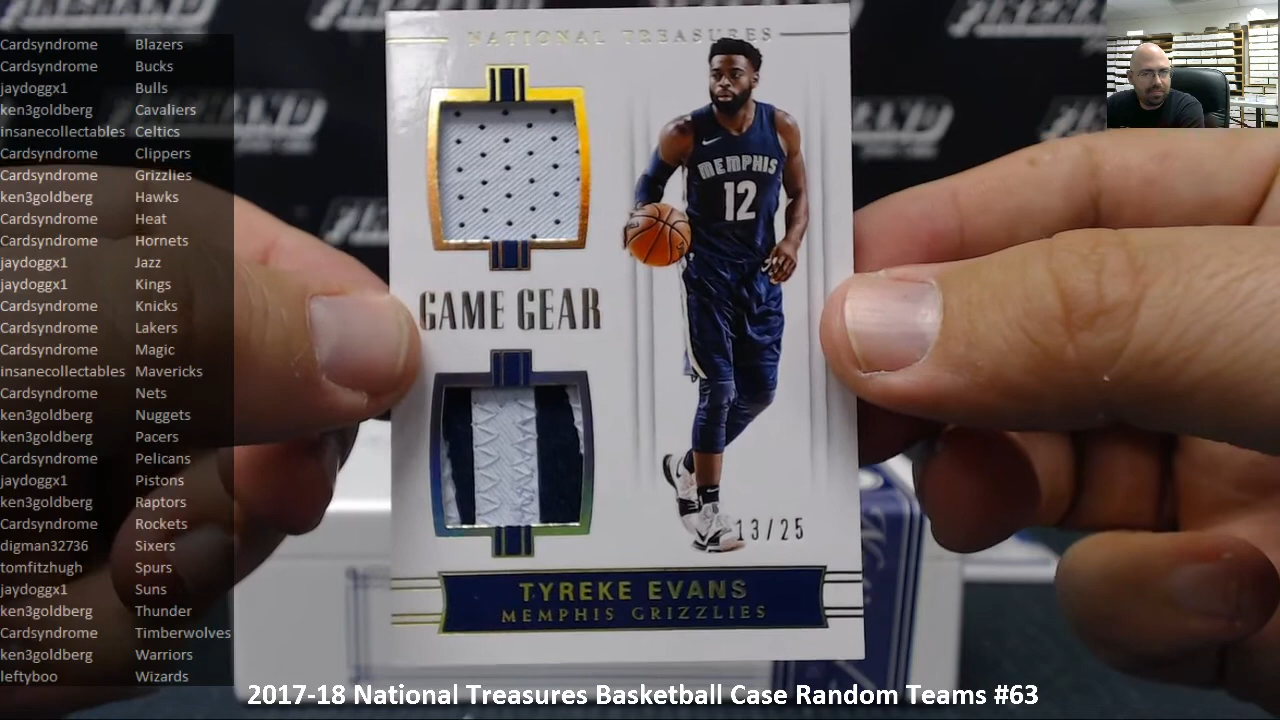 Cardsyndrome Blazers
Cardsyndrome Bucks
jaydoggx1 Bulls
ken3goldberg Cavaliers
insanecollectables Celtics
Cardsyndrome Clippers
Cardsyndrome Grizzlies
ken3goldberg Hawks
Cardsyndrome Heat
Cardsyndrome Hornets
jaydoggx1 Jazz
jaydoggx1 Kings
Cardsyndrome Knicks
Cardsyndrome Lakers
Cardsyndrome Magic
insanecollectables Mavericks
Cardsyndrome Nets
ken3goldberg Nuggets
ken3goldberg Pacers
Cardsyndrome Pelicans
jaydoggx1 Pistons
ken3goldberg Raptors
Cardsyndrome Rockets
digman32736 Sixers
tomfitzhugh Spurs
jaydoggx1 Suns
ken3goldberg Thunder
Cardsyndrome Timberwolves
ken3goldberg Warriors
leftyboo Wizards
NATIONAL TREASURES
MEMPHIS
12
GAME GEAR
13/25
TYREKE EVANS
MEMPHIS GRIZZLIES
2017-18 National Treasures Basketball Case Random Teams #63